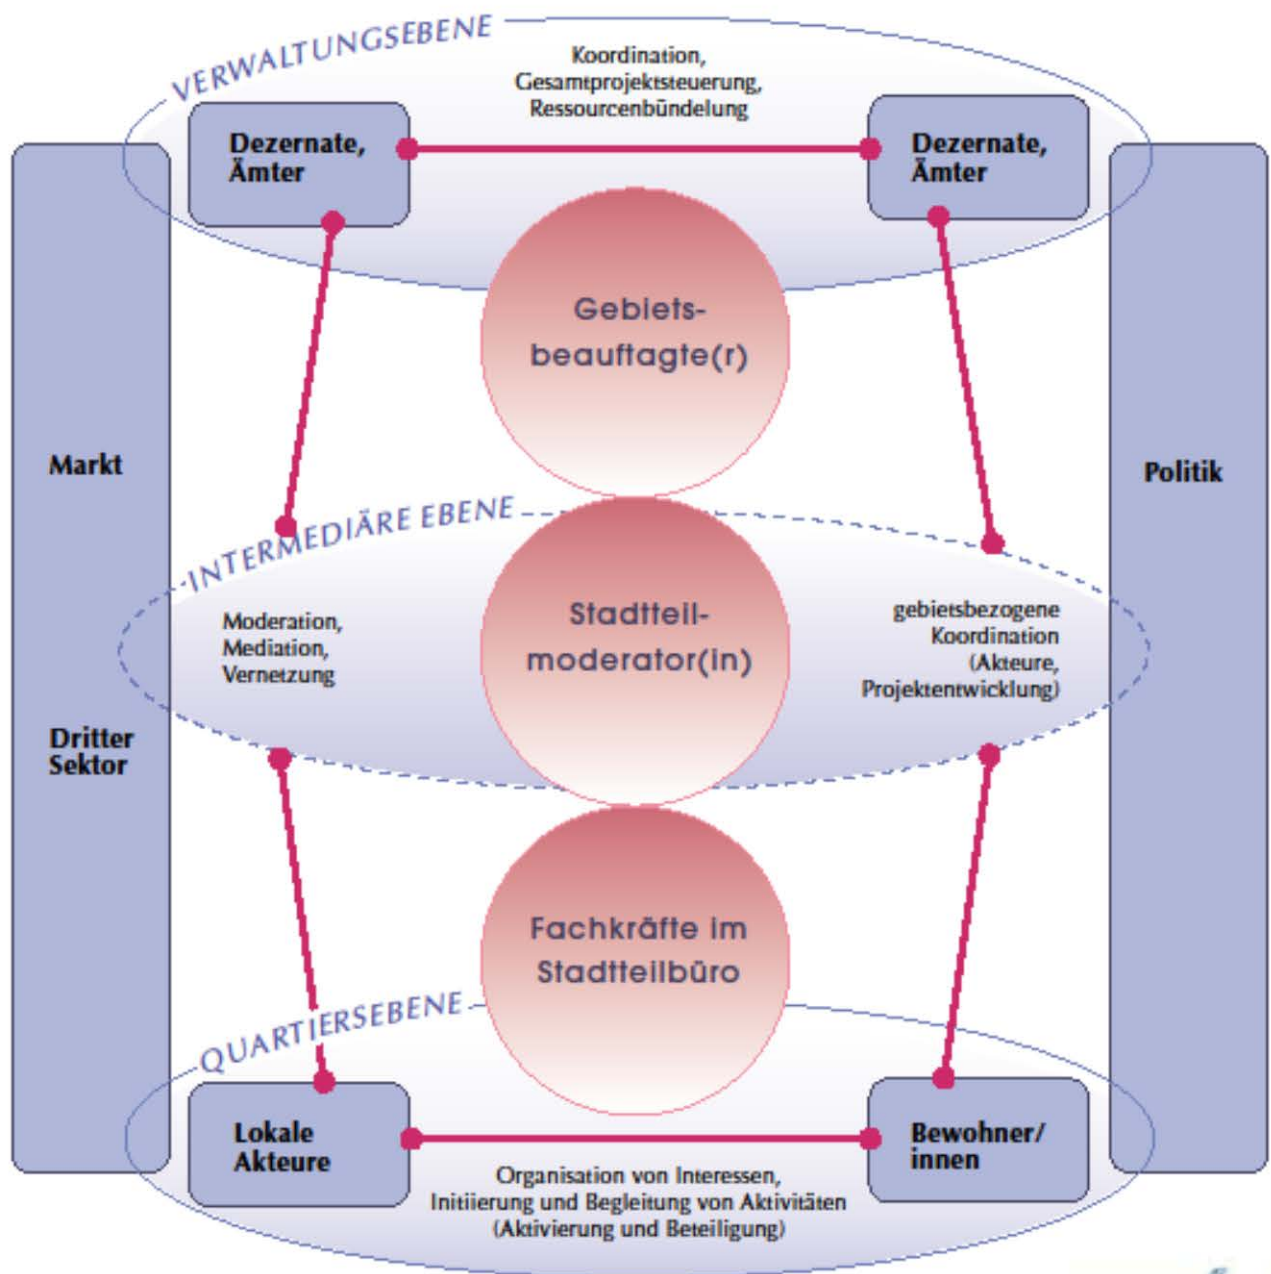 VERWALTUNGSEBENE
Koordination,
Gesamtprojektsteuerung,
Ressourcenbündelung
Dezernate,
Ämter
Dezernate,
Ämter
Gebiets-
beauftagte(r)
Markt
Politik
INTERMEDIÄRE EBENE
Moderation,
Mediation,
Vernetzung
Stadtteil-
moderator(in)
gebietsbezogene
Koordination
(Akteure,
Projektentwicklung)
Dritter
Sektor
Fachkräfte im
Stadtteilbüro
QUARTIERSEBENE
Lokale
Akteure
Bewohner/
innen
Organisation von Interessen,
Initiierung und Begleitung von Aktivitäten
(Aktivierung und Beteiligung)